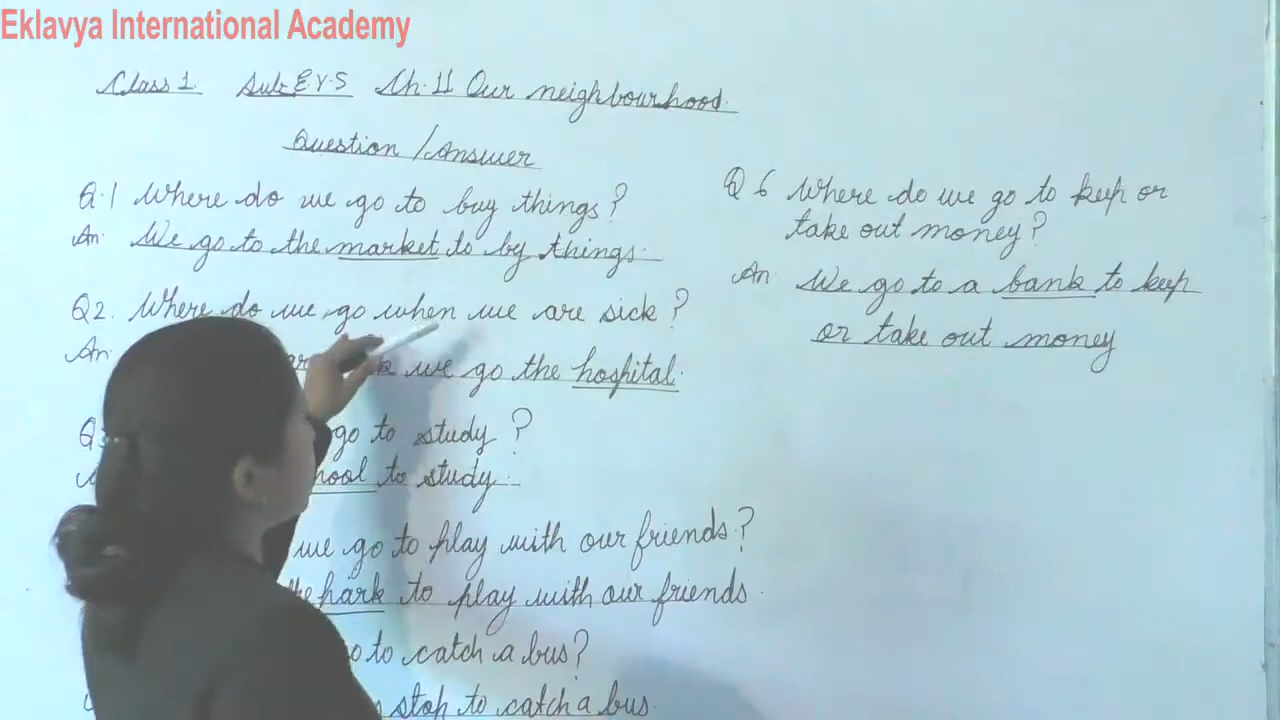 Eklavya International Academy
Class 1 Sub E.V.S Ch. 11 Our neighbourhood.
Question / Answer
Q.1 Where do we go to buy things?
An: We go to the market to by things.
Q2. Where do we go when we are sick?
An: we go the hospital.
go to study?
to study.
we go to play with our friends?
park to play with our friends.
to catch a bus?
stop to catch a bus
Q 6 Where do we go to keep or
take out money?
An We go to a bank to keep
or take out money